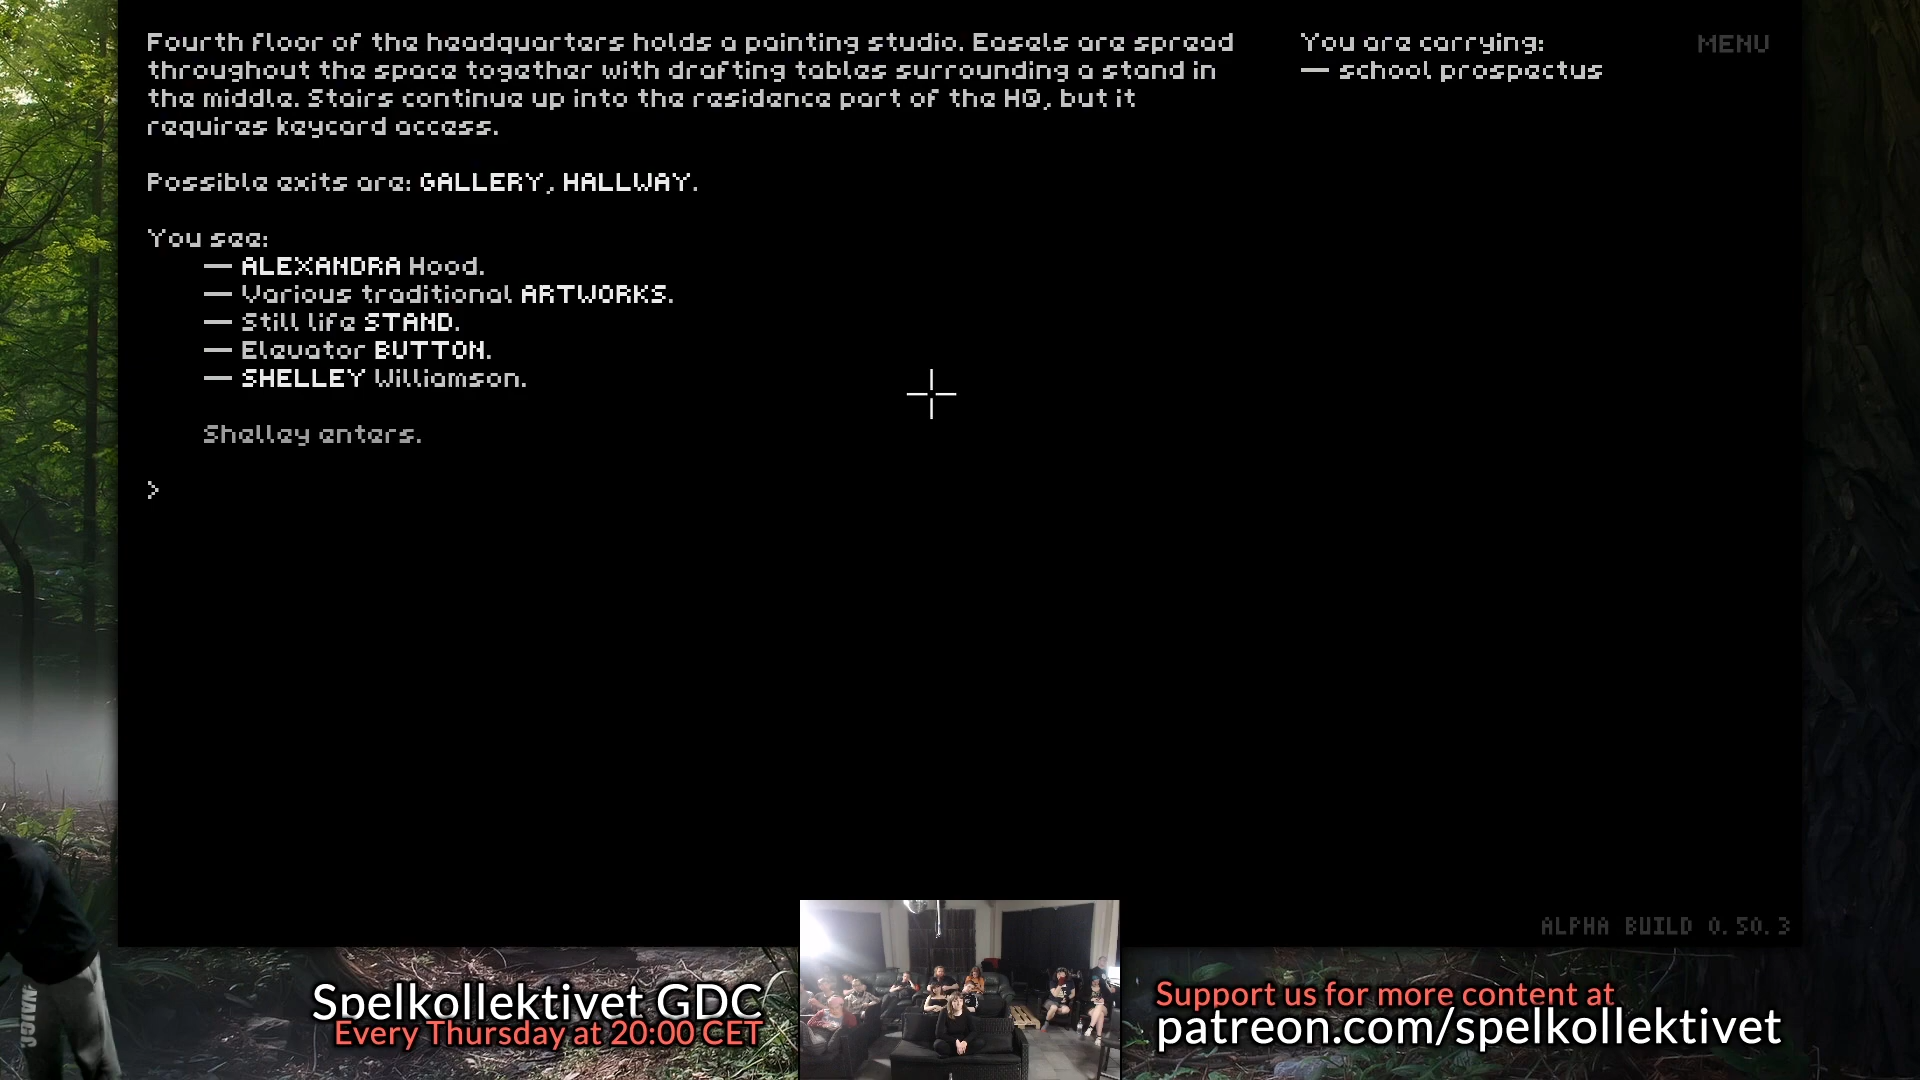 Fourth floor of the headquarters holds a painting studio. Easels are spread
throughout the space together with drafting tables surrounding a stand in
the middle. Stairs continue up into the residence part of the HQ, but it
requires keycard access.
Possible exits are: GALLERY, HALLWAY.
You see:
— ALEXANDRA Hood.
— Various traditional ARTWORKS.
— Still life STAND.
— Elevator BUTTON.
— SHELLEY Williamson.
Shelley enters.
>
You are carrying:
— school prospectus
MENU
ALPHA BUILD 0.50.3
Spelkollektivet GDC
Every Thursday at 20:00 CET
Support us for more content at
patreon.com/spelkollektivet